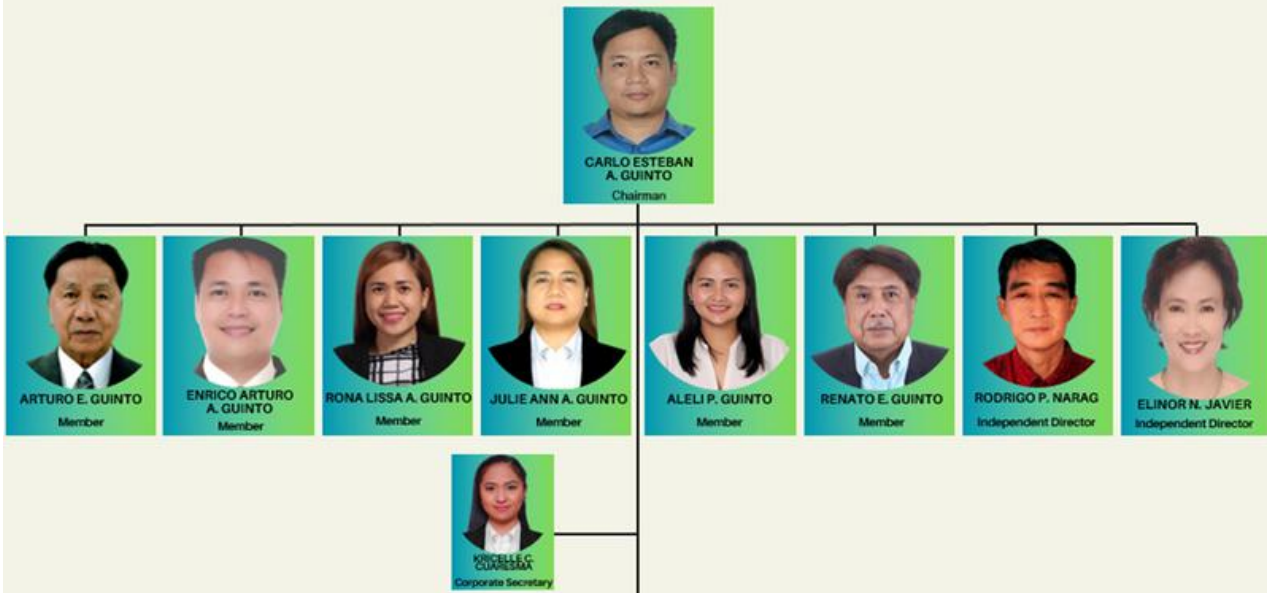 CARLO ESTEBAN
A. GUINTO
Chairman
ARTURO E. GUINTO
Member
ENRICO ARTURO
A. GUINTO
Member
RONA LISSA A. GUINTO
Member
JULIE ANN A. GUINTO
Member
ALELI P. GUINTO
Member
RENATO E. GUINTO
Member
RODRIGO P. NARAG
Independent Director
ELINOR N. JAVIER
Independent Director
KRICELLE C.
CUARESMA
Corporate Secretary